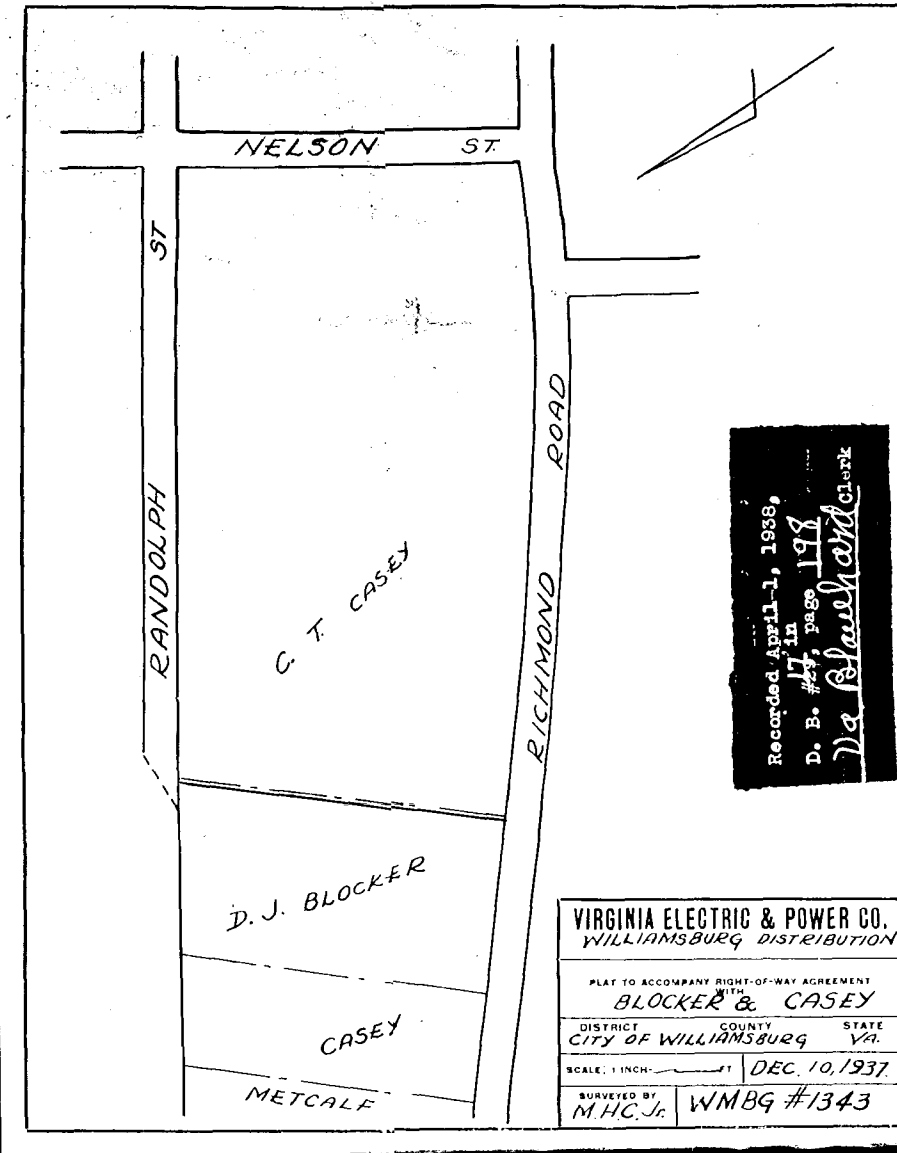 NELSON ST.
RANDOLPH ST
RICHMOND ROAD
C. T. CASEY
D. J. BLOCKER
CASEY
METCALF
Recorded April 1, 1938,
17 in
D. B. #, page 198
Clerk
VIRGINIA ELECTRIC & POWER CO.
WILLIAMSBURG DISTRIBUTION
PLAT TO ACCOMPANY RIGHT-OF-WAY AGREEMENT
WITH
BLOCKER & CASEY
DISTRICT COUNTY STATE
CITY OF WILLIAMSBURG VA.
SCALE: 1 INCH- FT DEC. 10, 1937.
SURVEYED BY
M.H.C. Jr. WMBG #1343